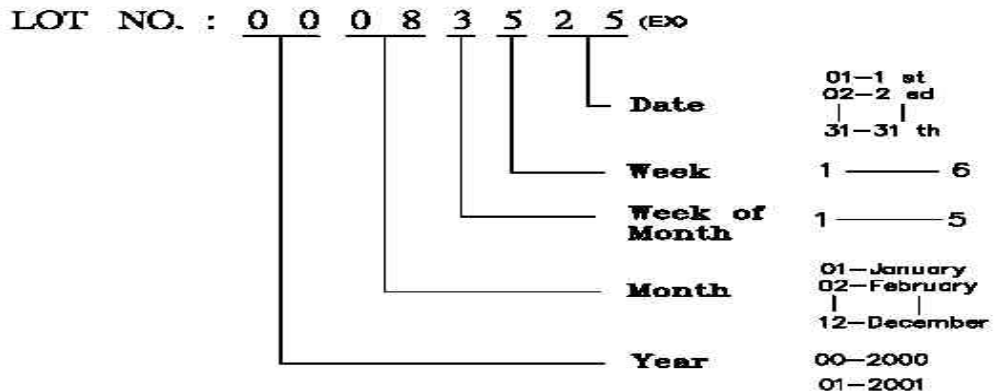 LOT NO. : 0 0 0 8 3 5 2 5 (EX)
Date
01-1 st
02-2 ed
31-31 th
Week 1 6
Week of
Month
1 5
Month
01-January
02-February
12-December
Year
00-2000
01-2001